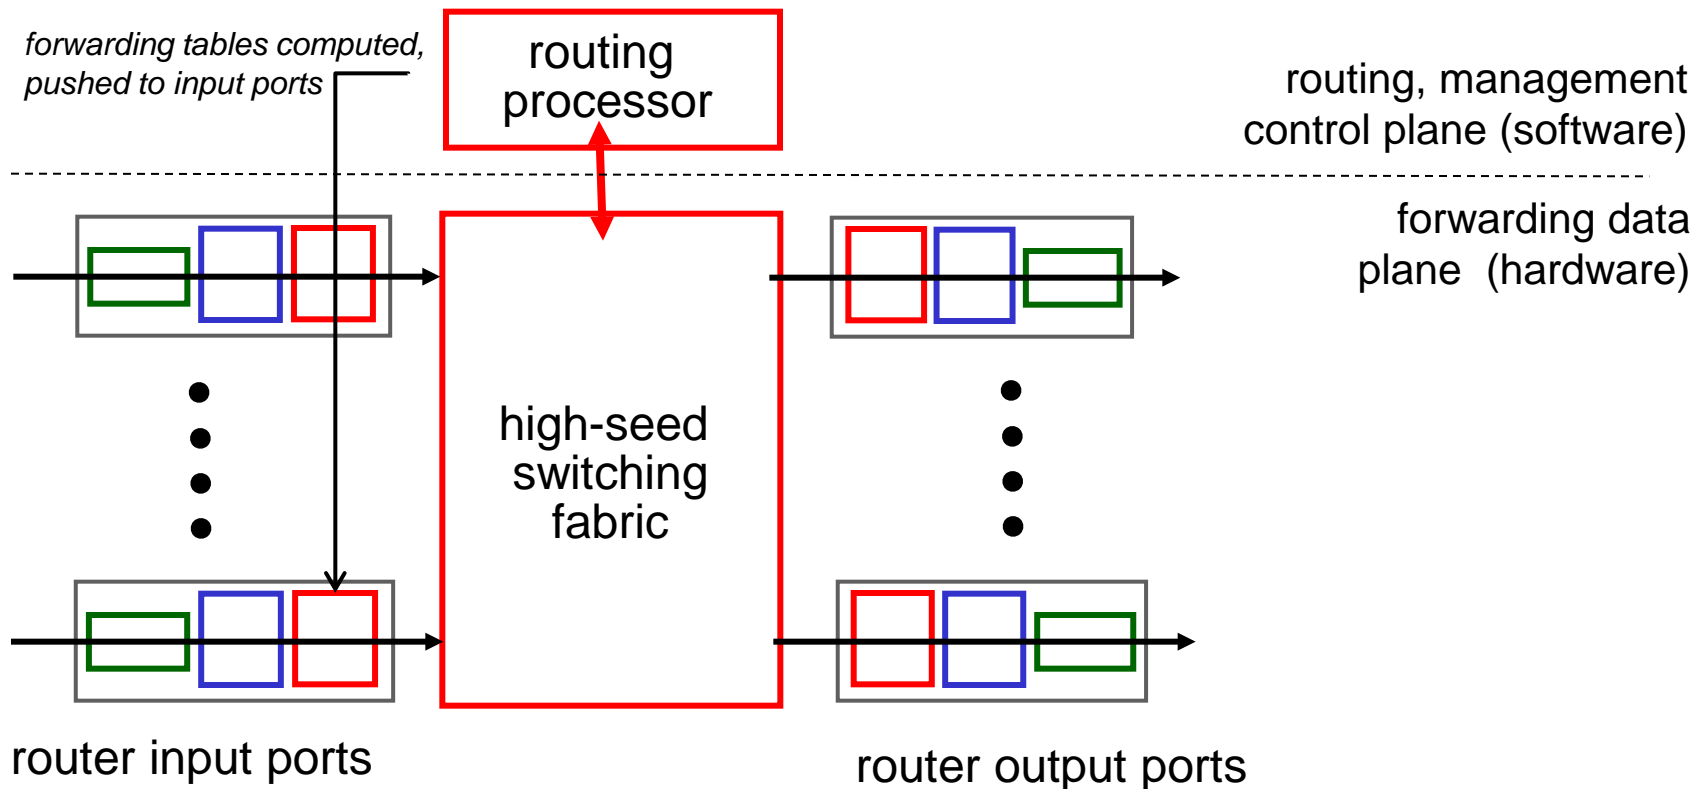 forwarding tables computed,
pushed to input ports
routing
processor
routing, management
control plane (software)
forwarding data
plane (hardware)
high-seed
switching
fabric
router input ports
router output ports